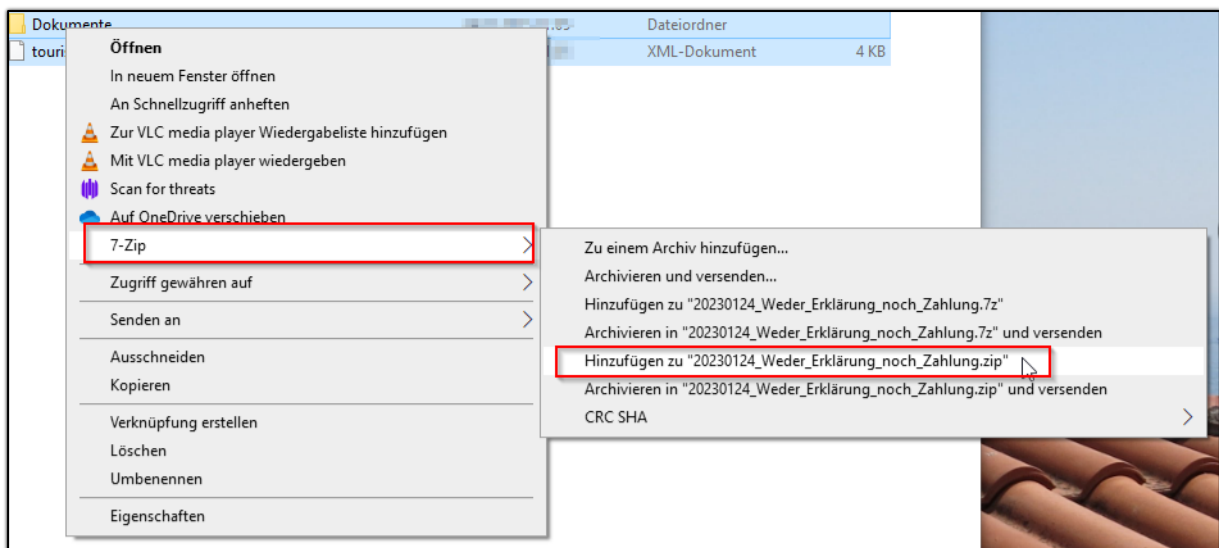 Dokumente Dateiordner
touri XML-Dokument 4 KB
Öffnen
In neuem Fenster öffnen
An Schnellzugriff anheften
Zur VLC media player Wiedergabeliste hinzufügen
Mit VLC media player wiedergeben
Scan for threats
Auf OneDrive verschieben
7-Zip
Zugriff gewähren auf
Senden an
Ausschneiden
Kopieren
Verknüpfung erstellen
Löschen
Umbenennen
Eigenschaften
Zu einem Archiv hinzufügen...
Archivieren und versenden...
Hinzufügen zu "20230124_Weder_Erklärung_noch_Zahlung.7z"
Archivieren in "20230124_Weder_Erklärung_noch_Zahlung.7z" und versenden
Hinzufügen zu "20230124_Weder_Erklärung_noch_Zahlung.zip"
Archivieren in "20230124_Weder_Erklärung_noch_Zahlung.zip" und versenden
CRC SHA